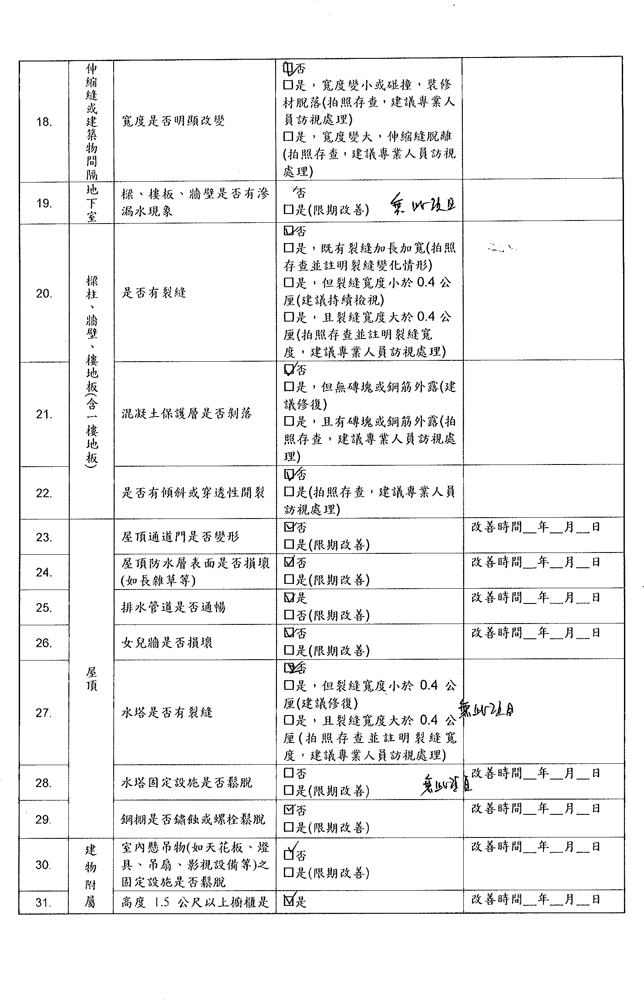 18.
伸縮縫或建築物間隔
寬度是否明顯改變
☑否
□是，寬度變小或碰撞，裝修
材脫落(拍照存查，建議專業人
員訪視處理)
□是，寬度變大，伸縮縫脫離
(拍照存查，建議專業人員訪視
處理)
19.
地下室
樑、樓板、牆壁是否有滲
漏水現象
否
□是(限期改善) 無此項目
樑柱、牆壁、樓地板(含一樓地板)
20.
是否有裂縫
☑否
□是，既有裂縫加長加寬(拍照
存查並註明裂縫變化情形)
□是，但裂縫寬度小於 0.4 公
厘(建議持續檢視)
□是，且裂縫寬度大於 0.4 公
厘(拍照存查並註明裂縫寬
度，建議專業人員訪視處理)
21.
混凝土保護層是否剝落
☑否
□是，但無磚塊或鋼筋外露(建
議修復)
□是，且有磚塊或鋼筋外露(拍
照存查，建議專業人員訪視處
理)
22.
是否有傾斜或穿透性開裂
☑否
□是(拍照存查，建議專業人員
訪視處理)
屋頂
23.
屋頂通道門是否變形
☑否
□是(限期改善)
改善時間__年__月__日
24.
屋頂防水層表面是否損壞
(如長雜草等)
☑否
□是(限期改善)
改善時間__年__月__日
25.
排水管道是否通暢
☑是
□否(限期改善)
改善時間__年__月__日
26.
女兒牆是否損壞
☑否
□是(限期改善)
改善時間__年__月__日
27.
水塔是否有裂縫
☑否
□是，但裂縫寬度小於 0.4 公
厘(建議修復)
□是，且裂縫寬度大於 0.4 公
厘(拍照存查並註明裂縫寬
度，建議專業人員訪視處理)
無此項目
28.
水塔固定設施是否鬆脫
□否
□是(限期改善) 無此項目
改善時間__年__月__日
29.
鋼棚是否鏽蝕或螺栓鬆脫
☑否
□是(限期改善)
改善時間__年__月__日
建物附屬
30.
室內懸吊物(如天花板、燈
具、吊扇、影視設備等)之
固定設施是否鬆脫
☑否
□是(限期改善)
改善時間__年__月__日
31.
高度 1.5 公尺以上櫥櫃是
☑是
改善時間__年__月__日